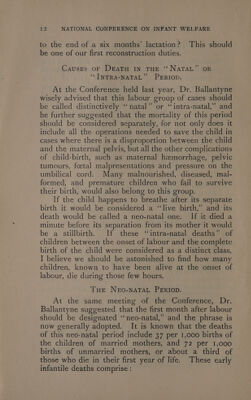 12 NATIONAL CONFERENCE ON INFANT WELFARE
to the end of a six months' lactation? This should
be one of our first reconstruction duties.
Causes of Death in the "Natal" or
"Intra-natal" Period.
At the Conference held last year, Dr. Ballantyne
wisely advised that this labour group of cases should
be called distinctively "natal" or "intra-natal," and
he further suggested that the mortality of this period
should be considered separately, for not only does it
include all the operations needed to save the child in
cases where there is a disproportion between the child
and the maternal pelvis, but all the other complications
of child-birth, such as maternal hæmorrhage, pelvic
tumours, fœtal malpresentations and pressure on the
umbilical cord. Many malnourished, diseased, mal-
formed, and premature children who fail to survive
their birth, would also belong to this group.
If the child happens to breathe after its separate
birth it would be considered a "live birth," and its
death would be called a neo-natal one. If it died a
minute before its separation from its mother it would
be a stillbirth. If these "intra-natal deaths" of
children between the onset of labour and the complete
birth of the child were considered as a distinct class,
I believe we should be astonished to find how many
children, known to have been alive at the onset of
labour, die during those few hours.
The Neo-natal Period.
At the same meeting of the Conference, Dr.
Ballantyne suggested that the first month after labour
should be designated "neo-natal," and the phrase is
now generally adopted. It is known that the deaths
of this neo-natal period include 37 per 1,000 births of
the children of married mothers, and 72 per 1,000
births of unmarried mothers, or about a third of
those who die in their first year of life. These early
infantile deaths comprise: